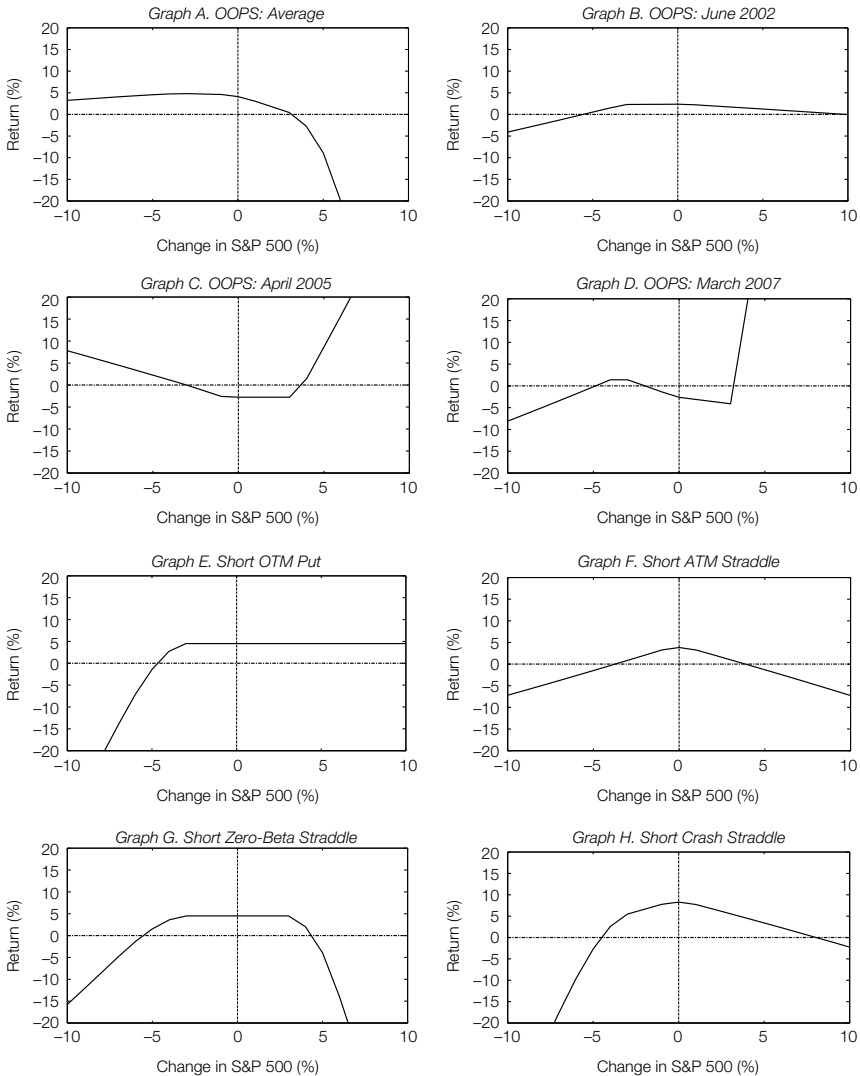 Graph A. OOPS: Average
20
15
10
5
0
5
–10
–15
–20
Return (%)
–10 –5 0 5 10
Change in S&P 500 (%)
Graph B. OOPS: June 2002
20
15
10
5
0
5
–10
–15
–20
Return (%)
–10 –5 0 5 10
Change in S&P 500 (%)
Graph C. OOPS: April 2005
20
15
10
5
0
–5
–10
–15
–20
Return (%)
–10 –5 0 5 10
Change in S&P 500 (%)
Graph D. OOPS: March 2007
20
15
10
5
0
–5
–10
–15
–20
Return (%)
–10 –5 0 5 10
Change in S&P 500 (%)
Graph E. Short OTM Put
20
15
10
5
0
–5
–10
–15
–20
Return (%)
–10 –5 0 5 10
Change in S&P 500 (%)
Graph F. Short ATM Straddle
20
15
10
5
0
–5
–10
–15
–20
Return (%)
–10 –5 0 5 10
Change in S&P 500 (%)
Graph G. Short Zero-Beta Straddle
20
15
10
5
0
–5
–10
–15
–20
Return (%)
–10 –5 0 5 10
Change in S&P 500 (%)
Graph H. Short Crash Straddle
20
15
10
5
0
–5
–10
–15
–20
Return (%)
–10 –5 0 5 10
Change in S&P 500 (%)